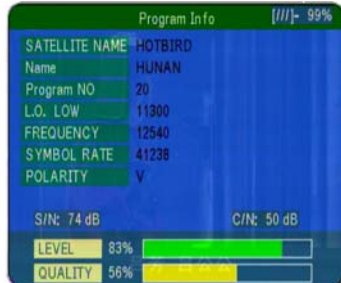 Program Info [///]- 99%
SATELLITE NAME HOTBIRD
Name HUNAN
Program NO 20
L.O. LOW 11300
FREQUENCY 12540
SYMBOL RATE 41238
POLARITY V
S/N: 74 dB C/N: 50 dB
LEVEL 83%
QUALITY 56%